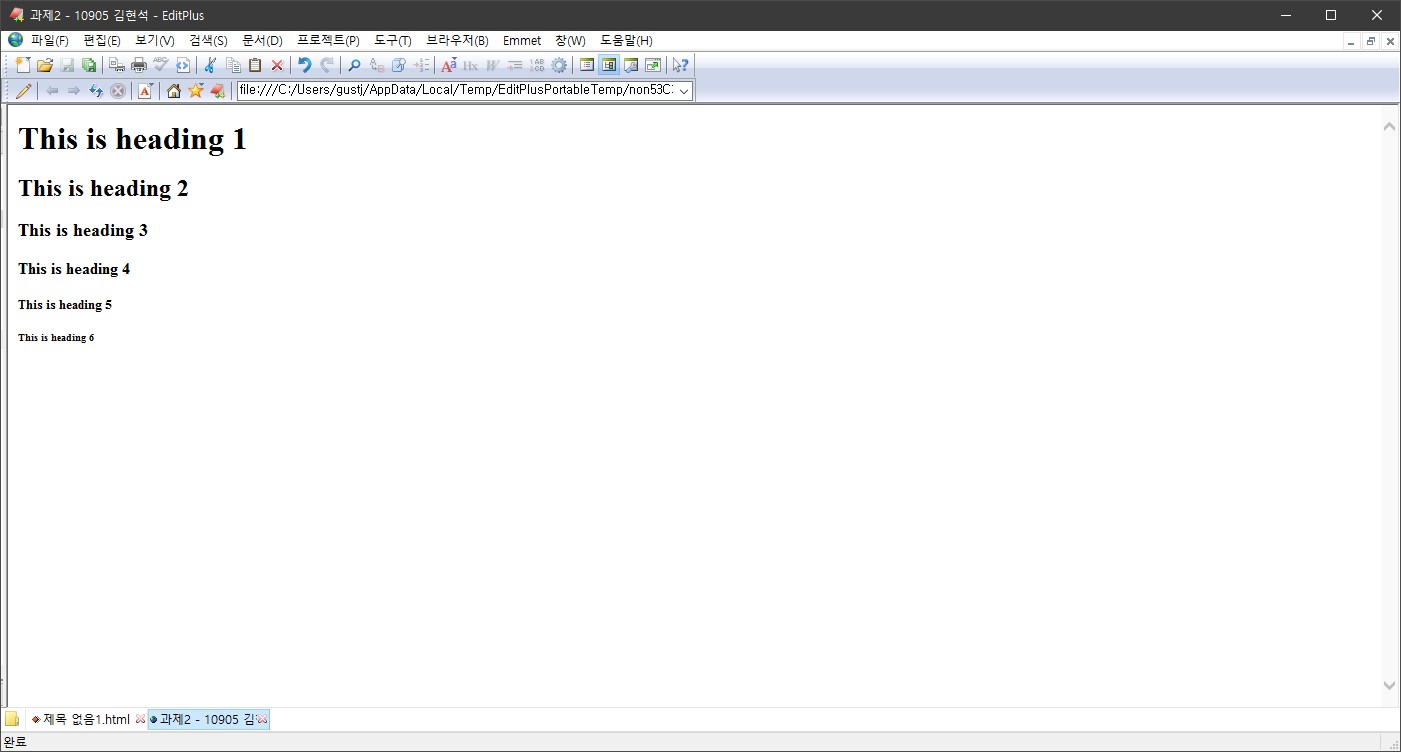 과제2 - 10905 김현석 - EditPlus
파일(F) 편집(E) 보기(V) 검색(S) 문서(D) 프로젝트(P) 도구(T) 브라우저(B) Emmet 창(W) 도움말(H)
file:///C:/Users/gustj/AppData/Local/Temp/EditPlusPortableTemp/non53C
This is heading 1
This is heading 2
This is heading 3
This is heading 4
This is heading 5
This is heading 6
제목 없음1.html 과제2 - 10905 김
완료